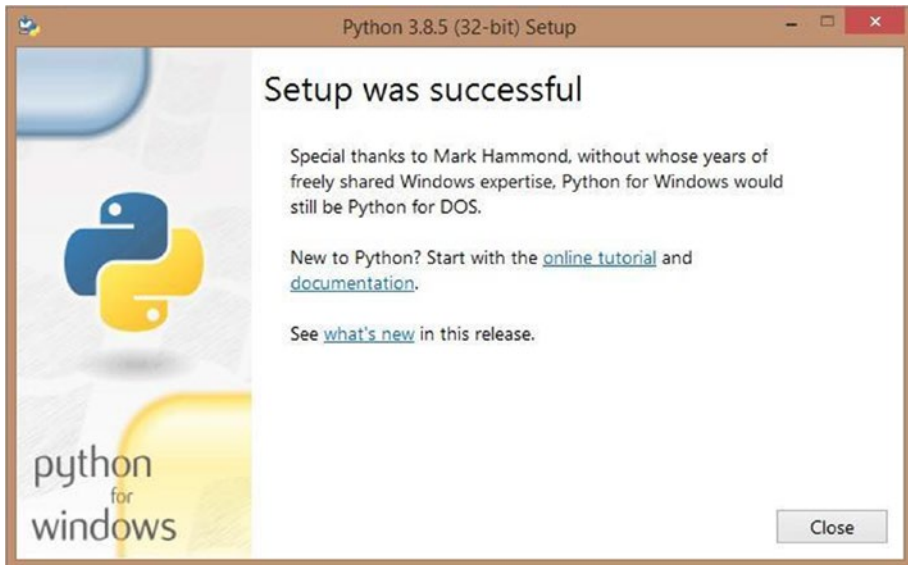 Python 3.8.5 (32-bit) Setup
Setup was successful
Special thanks to Mark Hammond, without whose years of
freely shared Windows expertise, Python for Windows would
still be Python for DOS.
New to Python? Start with the online tutorial and
documentation.
See what's new in this release.
python
for
windows
Close